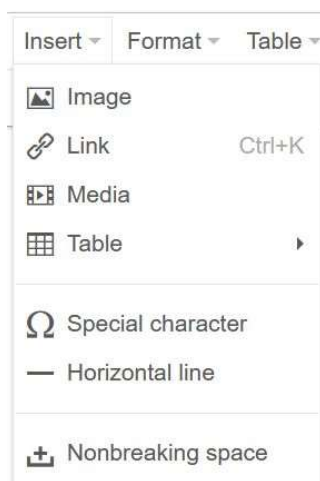 Insert Format Table
Image
Link Ctrl+K
Media
Table
Special character
Horizontal line
Nonbreaking space